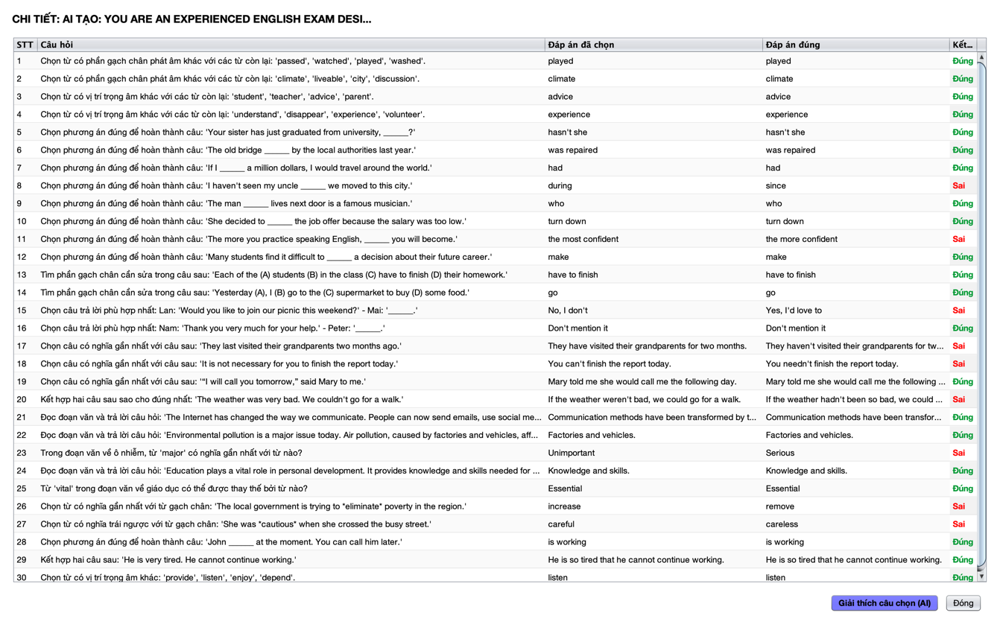 CHI TIẾT: AI TẠO: YOU ARE AN EXPERIENCED ENGLISH EXAM DESI...
STT Câu hỏi Đáp án đã chọn Đáp án đúng Kết...
1 Chọn từ có phần gạch chân phát âm khác với các từ còn lại: 'passed', 'watched', 'played', 'washed'. played played Đúng
2 Chọn từ có phần gạch chân phát âm khác với các từ còn lại: 'climate', 'liveable', 'city', 'discussion'. climate climate Đúng
3 Chọn từ có vị trí trọng âm khác với các từ còn lại: 'student', 'teacher', 'advice', 'parent'. advice advice Đúng
4 Chọn từ có vị trí trọng âm khác với các từ còn lại: 'understand', 'disappear', 'experience', 'volunteer'. experience experience Đúng
5 Chọn phương án đúng để hoàn thành câu: 'Your sister has just graduated from university, ______?' hasn't she hasn't she Đúng
6 Chọn phương án đúng để hoàn thành câu: 'The old bridge ______ by the local authorities last year.' was repaired was repaired Đúng
7 Chọn phương án đúng để hoàn thành câu: 'If I ______ a million dollars, I would travel around the world.' had had Đúng
8 Chọn phương án đúng để hoàn thành câu: 'I haven't seen my uncle ______ we moved to this city.' during since Sai
9 Chọn phương án đúng để hoàn thành câu: 'The man ______ lives next door is a famous musician.' who who Đúng
10 Chọn phương án đúng để hoàn thành câu: 'She decided to ______ the job offer because the salary was too low.' turn down turn down Đúng
11 Chọn phương án đúng để hoàn thành câu: 'The more you practice speaking English, ______ you will become.' the most confident the more confident Sai
12 Chọn phương án đúng để hoàn thành câu: 'Many students find it difficult to ______ a decision about their future career.' make make Đúng
13 Tìm phần gạch chân cần sửa trong câu sau: 'Each of the (A) students (B) in the class (C) have to finish (D) their homework.' have to finish have to finish Đúng
14 Tìm phần gạch chân cần sửa trong câu sau: 'Yesterday (A), I (B) go to the (C) supermarket to buy (D) some food.' go go Đúng
15 Chọn câu trả lời phù hợp nhất: Lan: 'Would you like to join our picnic this weekend?' - Mai: '______.' No, I don't Yes, I'd love to Sai
16 Chọn câu trả lời phù hợp nhất: Nam: 'Thank you very much for your help.' - Peter: '______.' Don't mention it Don't mention it Đúng
17 Chọn câu có nghĩa gần nhất với câu sau: 'They last visited their grandparents two months ago.' They have visited their grandparents for two months. They haven't visited their grandparents for tw... Sai
18 Chọn câu có nghĩa gần nhất với câu sau: 'It is not necessary for you to finish the report today.' You can't finish the report today. You needn't finish the report today. Sai
19 Chọn câu có nghĩa gần nhất với câu sau: '“I will call you tomorrow,” said Mary to me.' Mary told me she would call me the following day. Mary told me she would call me the following ... Đúng
20 Kết hợp hai câu sau sao cho đúng nhất: 'The weather was very bad. We couldn't go for a walk.' If the weather weren't bad, we could go for a walk. If the weather hadn't been so bad, we could ... Sai
21 Đọc đoạn văn và trả lời câu hỏi: 'The Internet has changed the way we communicate. People can now send emails, use social me... Communication methods have been transformed by t... Communication methods have been transfor... Đúng
22 Đọc đoạn văn và trả lời câu hỏi: 'Environmental pollution is a major issue today. Air pollution, caused by factories and vehicles, aff... Factories and vehicles. Factories and vehicles. Đúng
23 Trong đoạn văn về ô nhiễm, từ 'major' có nghĩa gần nhất với từ nào? Unimportant Serious Sai
24 Đọc đoạn văn và trả lời câu hỏi: 'Education plays a vital role in personal development. It provides knowledge and skills needed for ... Knowledge and skills. Knowledge and skills. Đúng
25 Từ 'vital' trong đoạn văn về giáo dục có thể được thay thế bởi từ nào? Essential Essential Đúng
26 Chọn từ có nghĩa gần nhất với từ gạch chân: 'The local government is trying to *eliminate* poverty in the region.' increase remove Sai
27 Chọn từ có nghĩa trái ngược với từ gạch chân: 'She was *cautious* when she crossed the busy street.' careful careless Sai
28 Chọn phương án đúng để hoàn thành câu: 'John ______ at the moment. You can call him later.' is working is working Đúng
29 Kết hợp hai câu sau: 'He is very tired. He cannot continue working.' He is so tired that he cannot continue working. He is so tired that he cannot continue working. Đúng
30 Chọn từ có vị trí trọng âm khác: 'provide', 'listen', 'enjoy', 'depend'. listen listen Đúng
Giải thích câu chọn (AI) Đóng